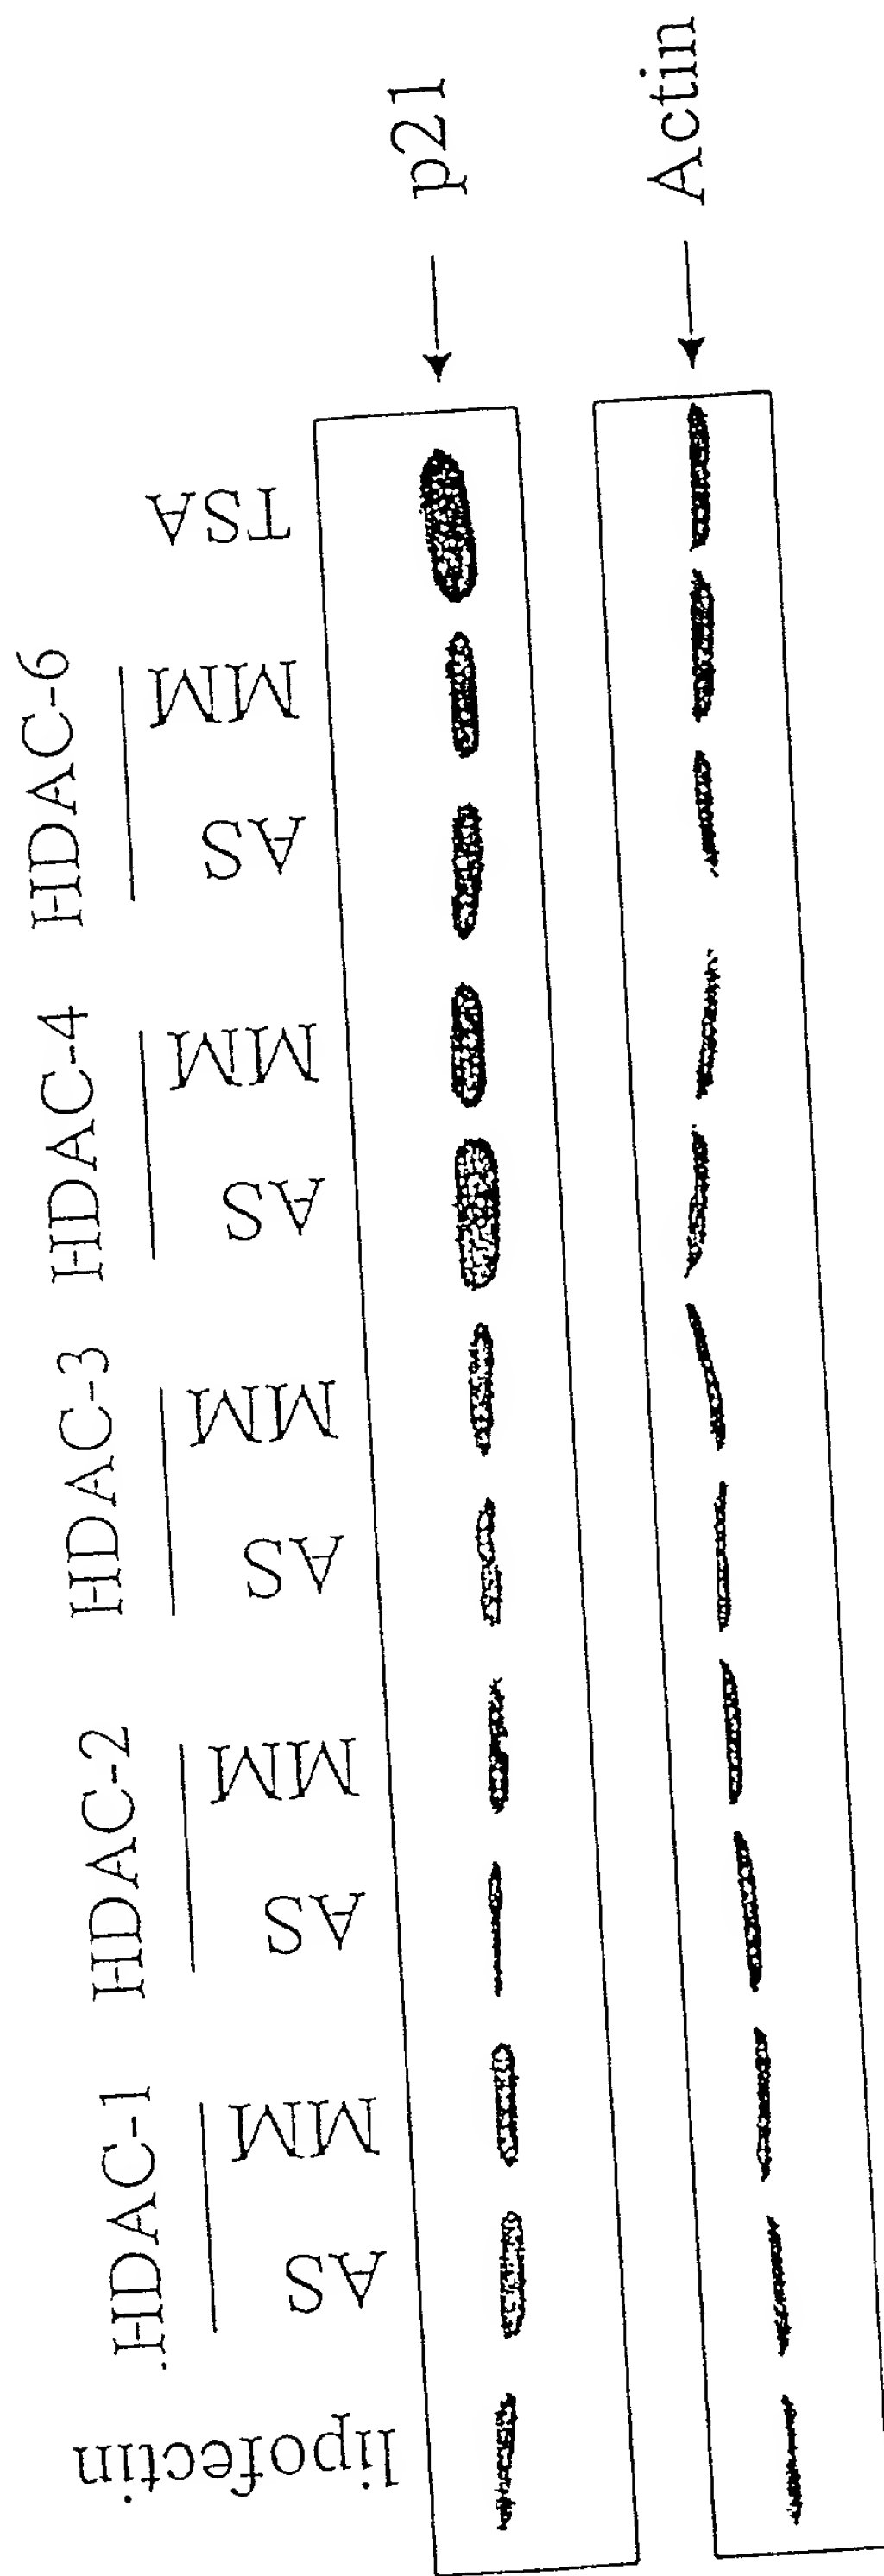 lipofectin
HDAC-1
AS MM
HDAC-2
AS MM
HDAC-3
AS MM
HDAC-4
AS MM
HDAC-6
AS MM
TSA
p21
Actin